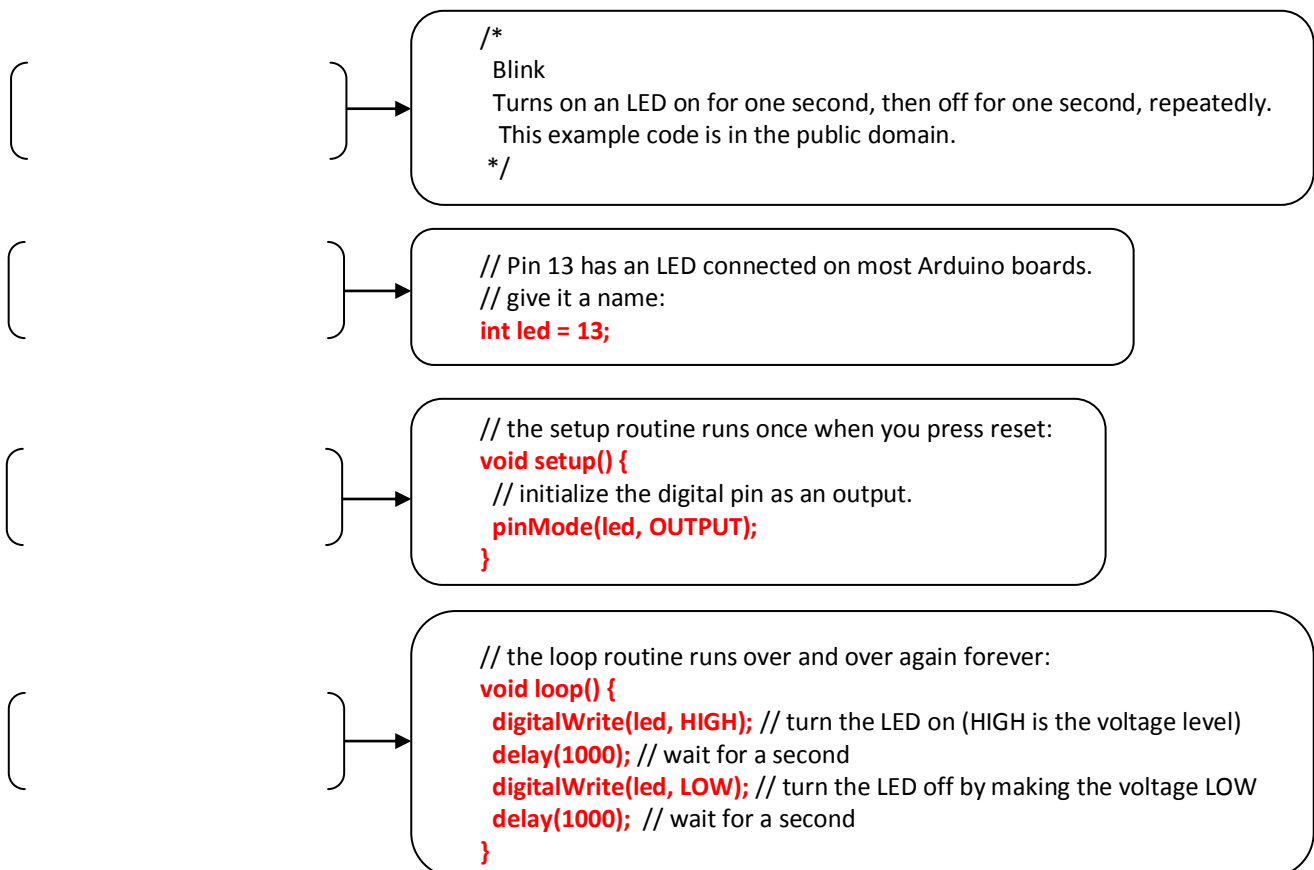 /*
Blink
Turns on an LED on for one second, then off for one second, repeatedly.
This example code is in the public domain.
*/
// Pin 13 has an LED connected on most Arduino boards.
// give it a name:
int led = 13;
// the setup routine runs once when you press reset:
void setup() {
// initialize the digital pin as an output.
pinMode(led, OUTPUT);
}
// the loop routine runs over and over again forever:
void loop() {
digitalWrite(led, HIGH); // turn the LED on (HIGH is the voltage level)
delay(1000); // wait for a second
digitalWrite(led, LOW); // turn the LED off by making the voltage LOW
delay(1000); // wait for a second
}